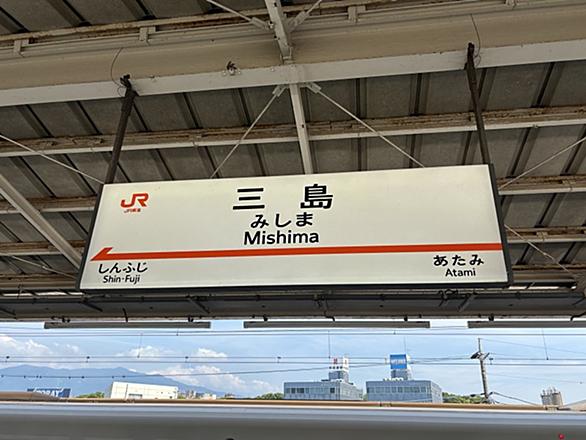 JR
JR東海
三島
みしま
Mishima
しんふじ
Shin-Fuji
あたみ
Atami